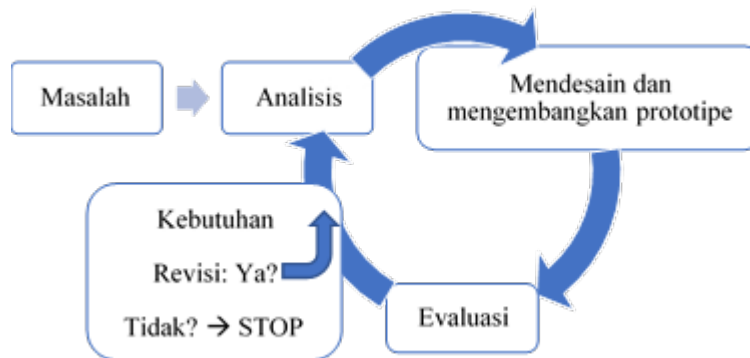 Masalah
Analisis
Mendesain dan
mengembangkan prototipe
Kebutuhan
Revisi: Ya?
Tidak? → STOP
Evaluasi